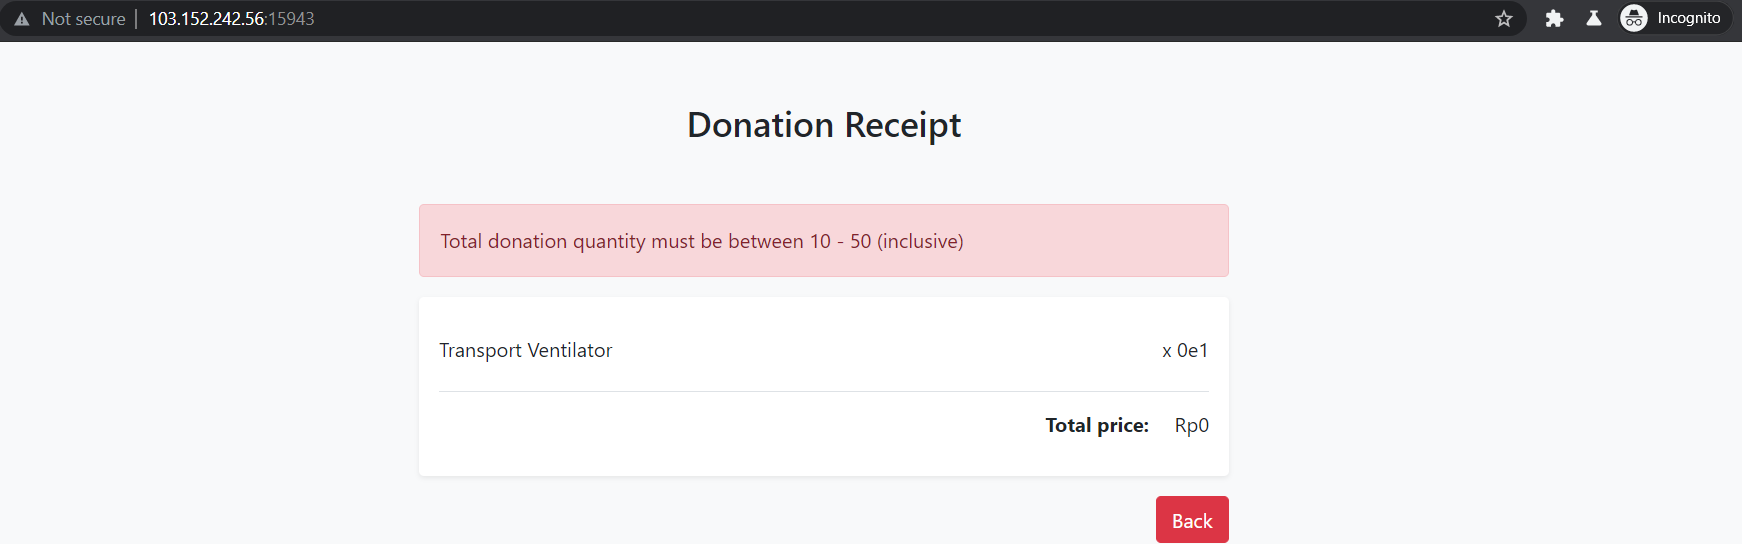 Not secure | 103.152.242.56:15943
Incognito
Donation Receipt
Total donation quantity must be between 10 - 50 (inclusive)
Transport Ventilator x 0e1
Total price: Rp0
Back